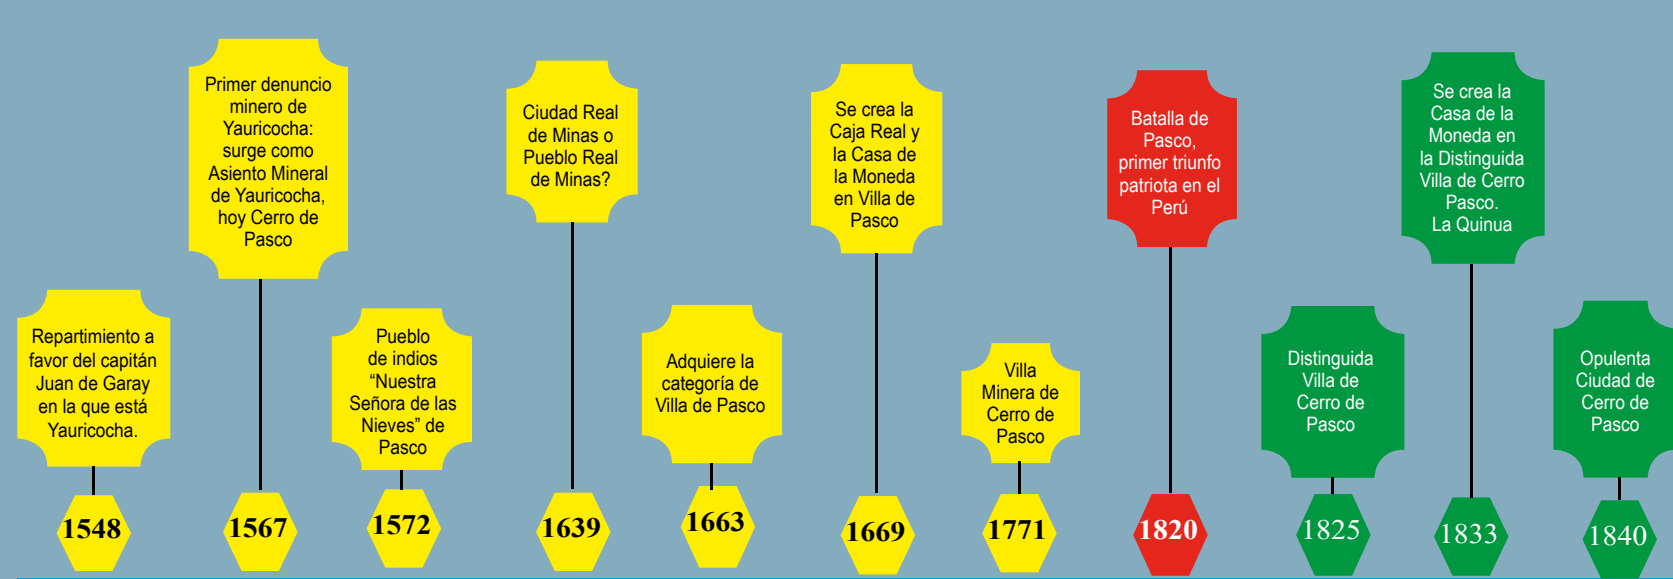 Repartimiento a
favor del capitán
Juan de Garay
en la que está
Yauricocha.
1548
Primer denuncio
minero de
Yauricocha:
surge como
Asiento Mineral
de Yauricocha,
hoy Cerro de
Pasco
1567
Pueblo
de indios
“Nuestra
Señora de las
Nieves” de
Pasco
1572
Ciudad Real
de Minas o
Pueblo Real
de Minas?
1639
Adquiere la
categoría de
Villa de Pasco
1663
Se crea la
Caja Real y
la Casa de
la Moneda
en Villa de
Pasco
1669
Villa
Minera de
Cerro de
Pasco
1771
Batalla de
Pasco,
primer triunfo
patriota en el
Perú
1820
Distinguida
Villa de
Cerro de
Pasco
1825
Se crea la
Casa de la
Moneda en
la Distinguida
Villa de Cerro
Pasco.
La Quinua
1833
Opulenta
Ciudad de
Cerro de
Pasco
1840